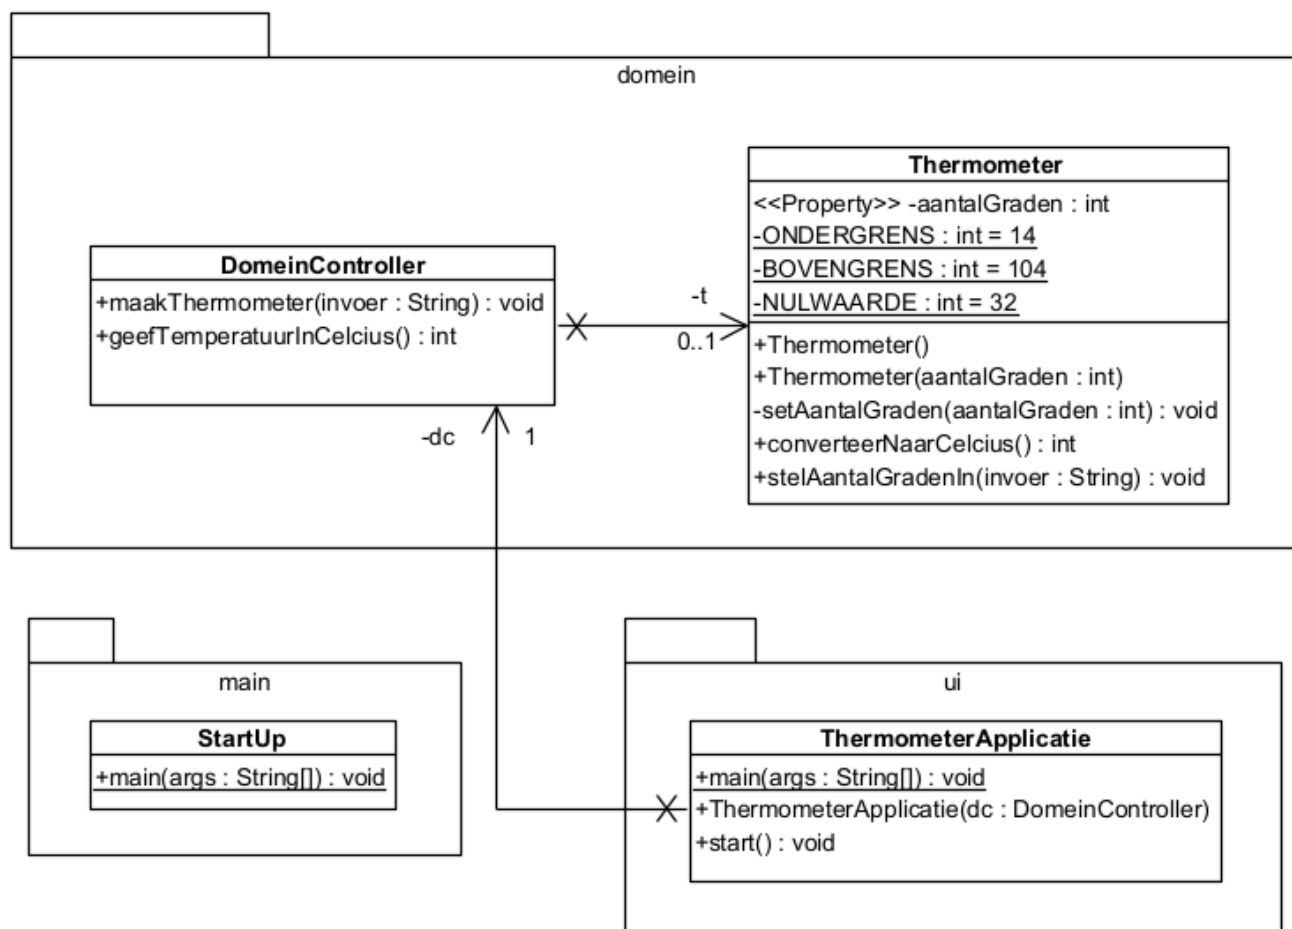 domein
Thermometer
<<Property>> -aantalGraden : int
-ONDERGRENS : int = 14
-BOVENGRENS : int = 104
-NULWAARDE : int = 32
+Thermometer()
+Thermometer(aantalGraden : int)
-setAantalGraden(aantalGraden : int) : void
+converteerNaarCelcius() : int
+stelAantalGradenIn(invoer : String) : void
DomeinController
+maakThermometer(invoer : String) : void
+geefTemperatuurInCelcius() : int
-t
0..1
-dc
1
main
StartUp
+main(args : String[]) : void
ui
ThermometerApplicatie
+main(args : String[]) : void
+ThermometerApplicatie(dc : DomeinController)
+start() : void